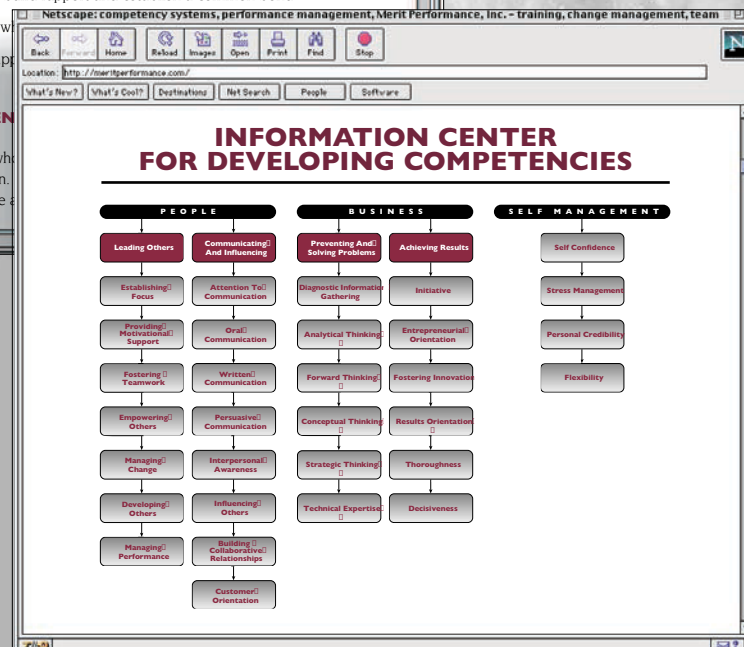 Netscape: competency systems, performance management, Merit Performance, Inc. - training, change management, team
Back Forward Home Reload Images Open Print Find Stop
N
Location: http://meritperformance.com/
What's New? What's Cool? Destinations Net Search People Software
INFORMATION CENTER
FOR DEVELOPING COMPETENCIES
PEOPLE
Leading Others
Establishing
Focus
Providing
Motivational
Support
Fostering
Teamwork
Empowering
Others
Managing
Change
Developing
Others
Managing
Performance
Communicating
And Influencing
Attention To
Communication
Oral
Communication
Written
Communication
Persuasive
Communication
Interpersonal
Awareness
Influencing
Others
Building
Collaborative
Relationships
Customer
Orientation
BUSINESS
Preventing And
Solving Problems
Diagnostic Information
Gathering
Analytical Thinking
Forward Thinking
Conceptual Thinking
Strategic Thinking
Technical Expertise
Achieving Results
Initiative
Entrepreneurial
Orientation
Fostering Innovation
Results Orientation
Thoroughness
Decisiveness
SELF MANAGEMENT
Self Confidence
Stress Management
Personal Credibility
Flexibility